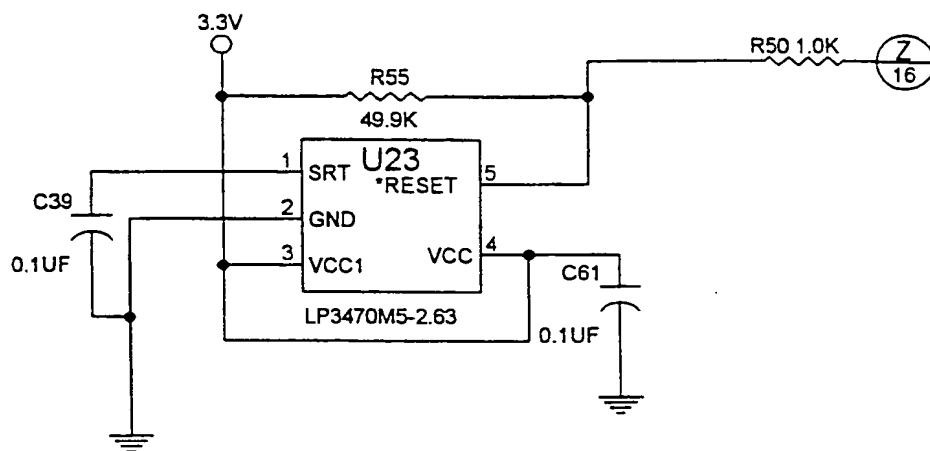 3.3V
R50 1.0K
Z
16
R55
49.9K
U23
1
SRT
*RESET
5
C39
2
GND
0.1UF
3
VCC1
VCC
4
C61
LP3470M5-2.63
0.1UF